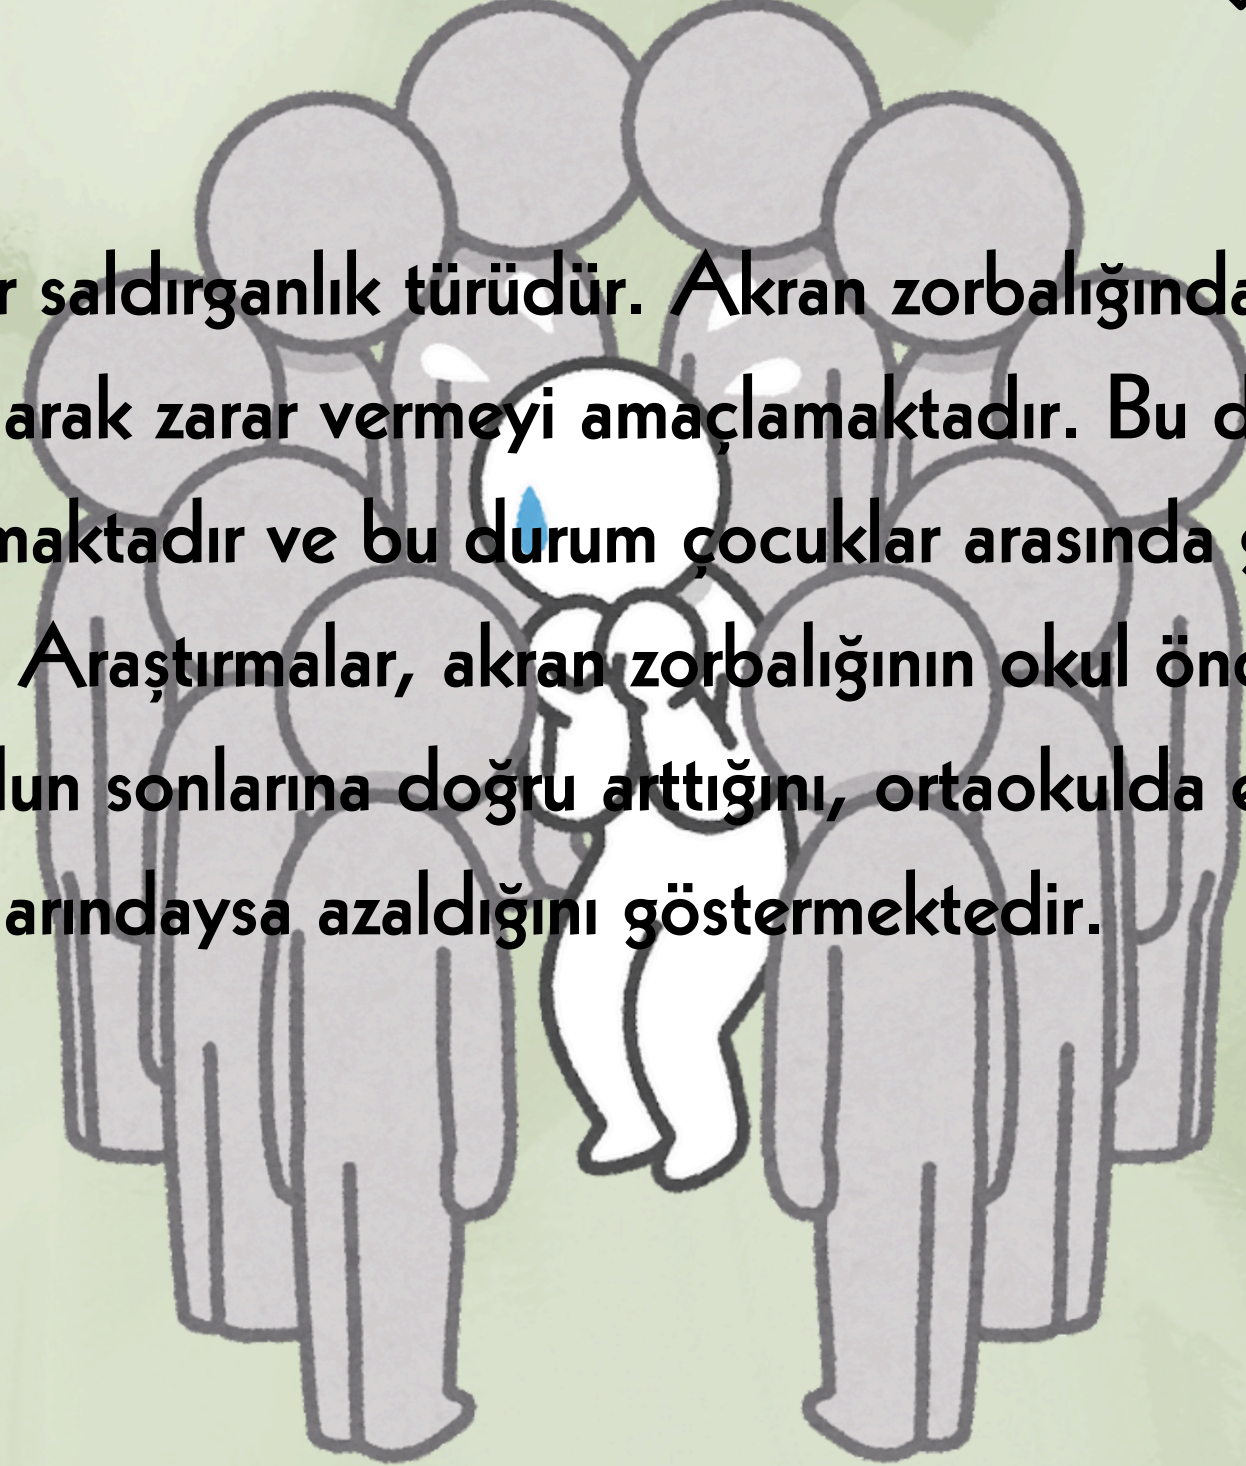 r saldırganlık türüdür. Akran zorbalığında
arak zarar vermeyi amaçlamaktadır. Bu d
maktadır ve bu durum çocuklar arasında g
Araştırmalar, akran zorbalığının okul önc
lun sonlarına doğru arttığını, ortaokulda e
arındaysa azaldığını göstermektedir.